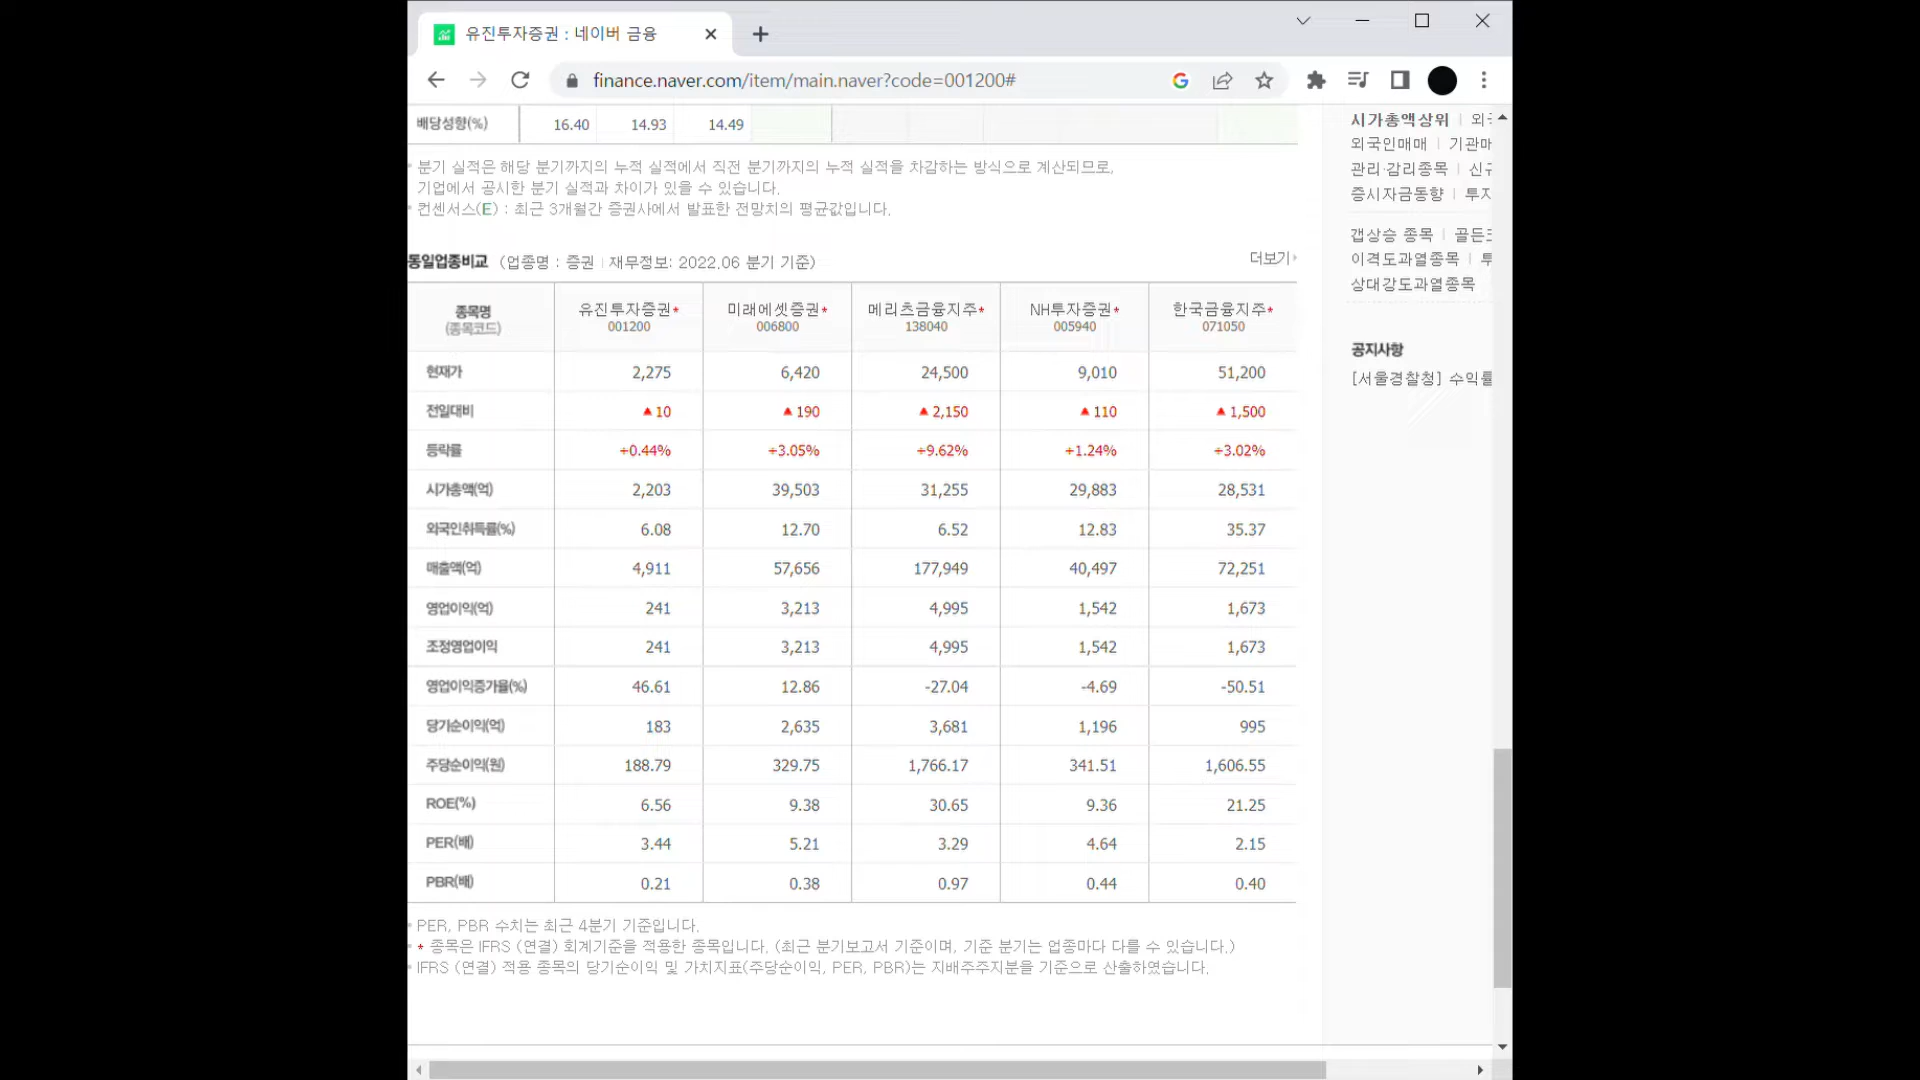 유진투자증권 : 네이버 금융
finance.naver.com/item/main.naver?code=001200#
배당성향(%) 16.40 14.93 14.49
분기 실적은 해당 분기까지의 누적 실적에서 직전 분기까지의 누적 실적을 차감하는 방식으로 계산되므로,
기업에서 공시한 분기 실적과 차이가 있을 수 있습니다.
컨센서스(E) : 최근 3개월간 증권사에서 발표한 전망치의 평균값입니다.
동일업종비교 (업종명 : 증권 | 재무정보: 2022.06 분기 기준) 더보기
종목명 유진투자증권* 미래에셋증권* 메리츠금융지주* NH투자증권* 한국금융지주*
(종목코드) 001200 006800 138040 005940 071050
현재가 2,275 6,420 24,500 9,010 51,200
전일대비 ▲10 ▲190 ▲2,150 ▲110 ▲1,500
등락률 +0.44% +3.05% +9.62% +1.24% +3.02%
시가총액(억) 2,203 39,503 31,255 29,883 28,531
외국인취득률(%) 6.08 12.70 6.52 12.83 35.37
매출액(억) 4,911 57,656 177,949 40,497 72,251
영업이익(억) 241 3,213 4,995 1,542 1,673
조정영업이익 241 3,213 4,995 1,542 1,673
영업이익증가율(%) 46.61 12.86 -27.04 -4.69 -50.51
당기순이익(억) 183 2,635 3,681 1,196 995
주당순이익(원) 188.79 329.75 1,766.17 341.51 1,606.55
ROE(%) 6.56 9.38 30.65 9.36 21.25
PER(배) 3.44 5.21 3.29 4.64 2.15
PBR(배) 0.21 0.38 0.97 0.44 0.40
PER, PBR 수치는 최근 4분기 기준입니다.
* 종목은 IFRS (연결) 회계기준을 적용한 종목입니다. (최근 분기보고서 기준이며, 기준 분기는 업종마다 다를 수 있습니다.)
IFRS (연결) 적용 종목의 당기순이익 및 가치지표(주당순이익, PER, PBR)는 지배주주지분을 기준으로 산출하였습니다.
시가총액상위 |
외국인매매 |
관리·감리종목 |
증시자금동향 | 투자
갭상승 종목 |
이격도과열종목 |
상대강도과열종목
공지사항
[서울경찰청] 수익률